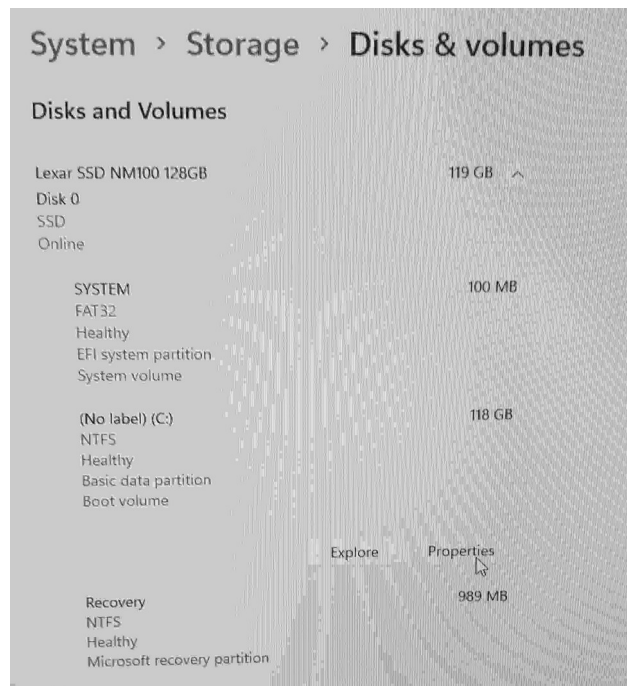 System > Storage > Disks & volumes
Disks and Volumes
Lexar SSD NM100 128GB 119 GB
Disk 0
SSD
Online
SYSTEM 100 MB
FAT32
Healthy
EFI system partition
System volume
(No label) (C:) 118 GB
NTFS
Healthy
Basic data partition
Boot volume
Explore Properties
Recovery 989 MB
NTFS
Healthy
Microsoft recovery partition